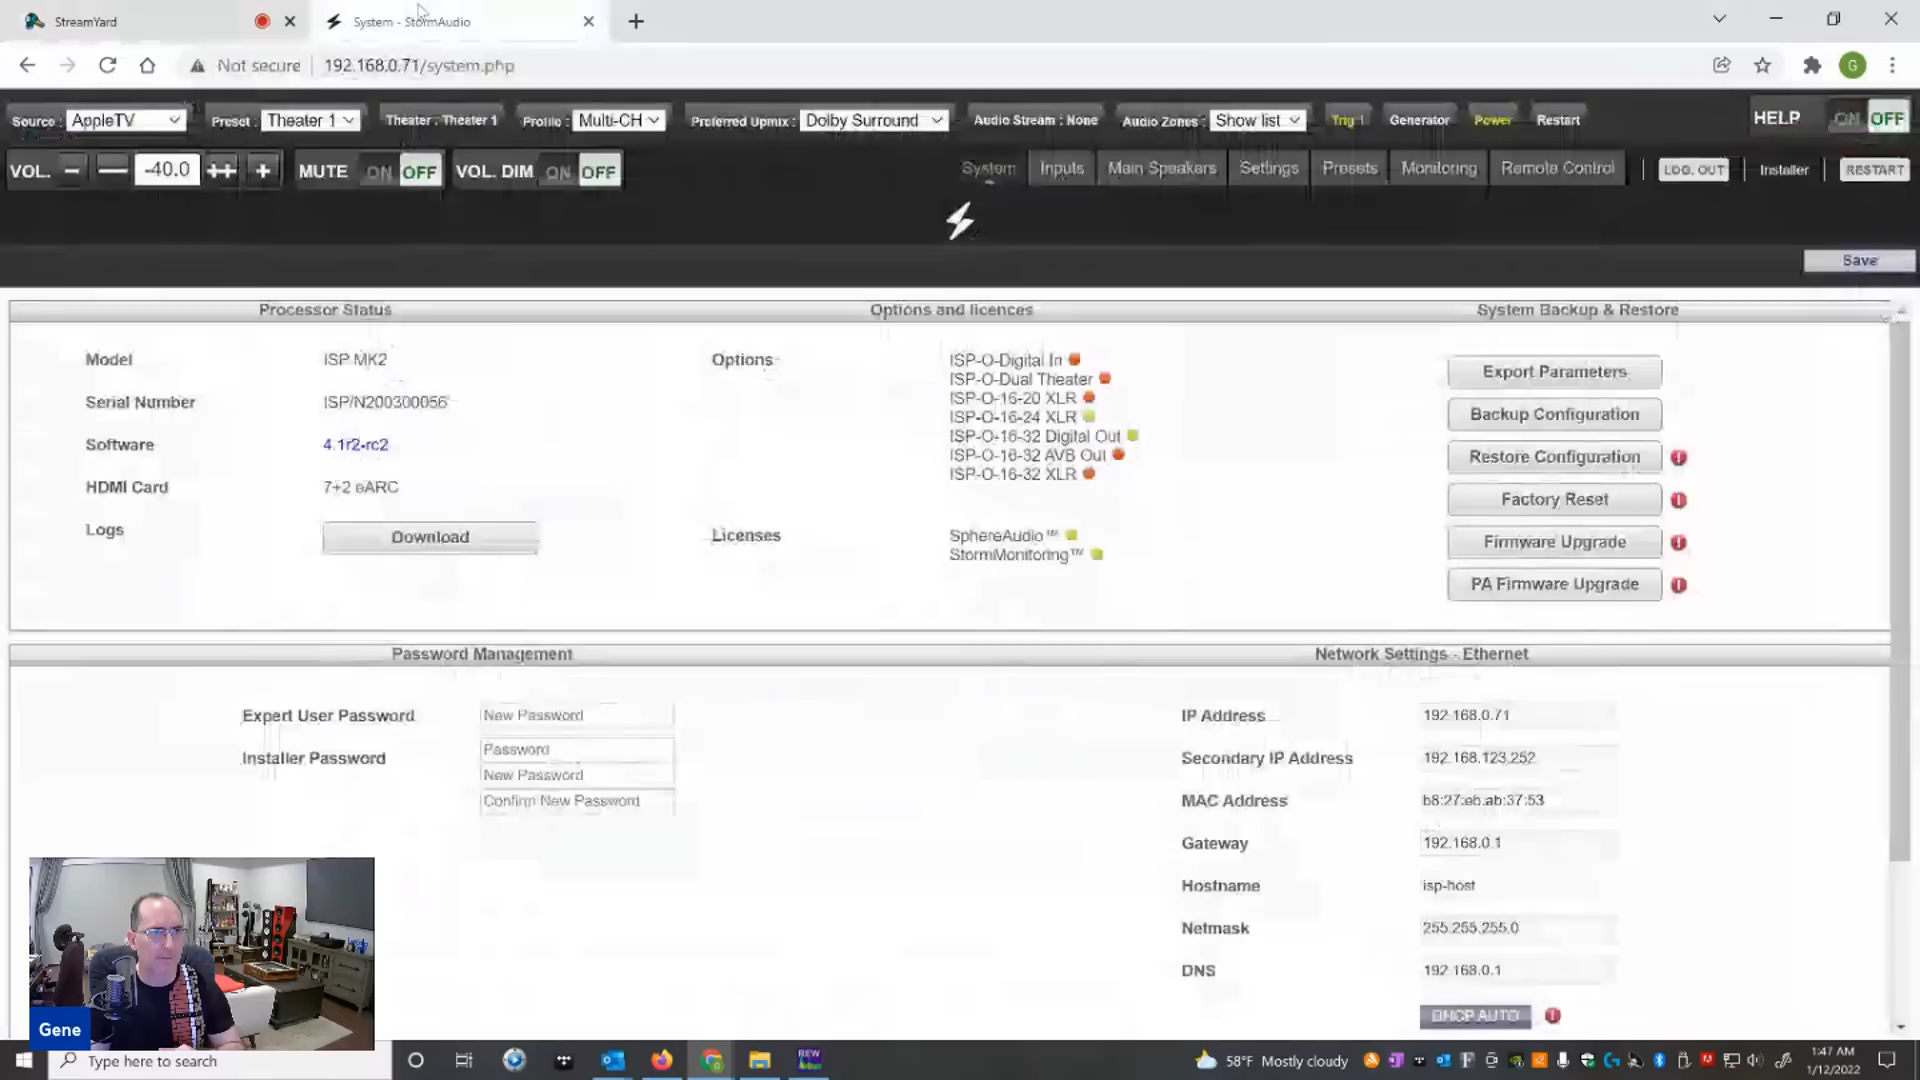 StreamYard
System - StormAudio
Not secure
192.168.0.71/system.php
Source : AppleTV
Preset : Theater 1
Theater : Theater 1
Profile : Multi-CH
Preferred Upmix : Dolby Surround
Audio Stream : None
Audio Zones : Show list
Trig 1
Generator
Power
Restart
HELP ON OFF
VOL. -40.0
MUTE ON OFF
VOL. DIM ON OFF
System
Inputs
Main Speakers
Settings
Presets
Monitoring
Remote Control
LOG OUT
Installer
RESTART
Save
Processor Status
Model ISP MK2
Serial Number ISP/N200300056
Software 4.1r2-rc2
HDMI Card 7+2 eARC
Logs Download
Options and licences
Options ISP-O-Digital In
ISP-O-Dual Theater
ISP-O-16-20 XLR
ISP-O-16-24 XLR
ISP-O-16-32 Digital Out
ISP-O-16-32 AVB Out
ISP-O-16-32 XLR
Licenses SphereAudio™
StormMonitoring™
System Backup & Restore
Export Parameters
Backup Configuration
Restore Configuration
Factory Reset
Firmware Upgrade
PA Firmware Upgrade
Password Management
Expert User Password New Password
Installer Password Password
New Password
Confirm New Password
Network Settings - Ethernet
IP Address 192.168.0.71
Secondary IP Address 192.168.123.252
MAC Address b8:27:eb:ab:37:53
Gateway 192.168.0.1
Hostname isp-host
Netmask 255.255.255.0
DNS 192.168.0.1
DHCP AUTO
Gene
Type here to search
REW
58°F Mostly cloudy
1:47 AM
1/12/2022